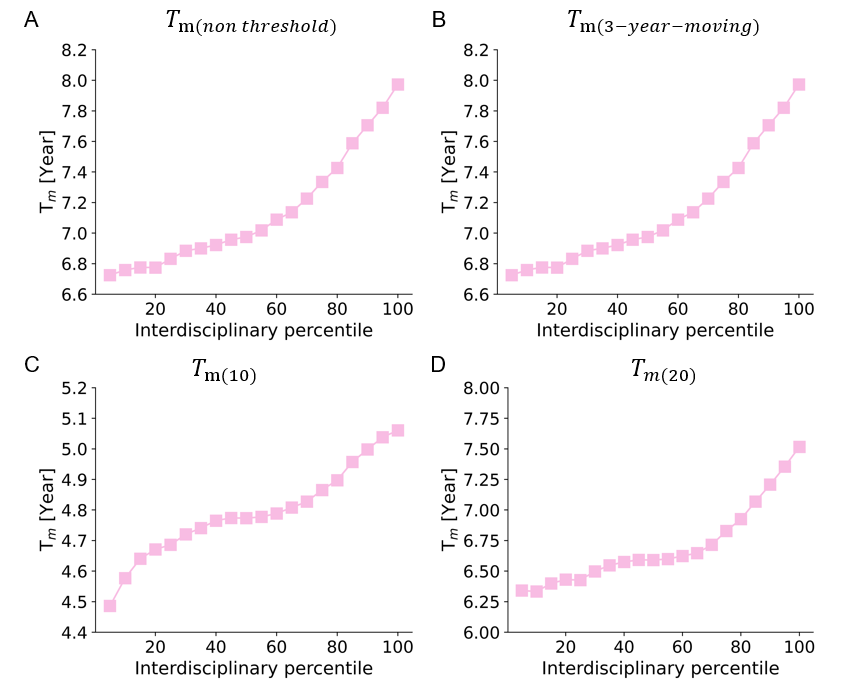 A
T_m(non threshold)
8.2
8.0
7.8
7.6
7.4
7.2
7.0
6.8
6.6
T_m [Year]
20 40 60 80 100
Interdisciplinary percentile
B
T_m(3−year−moving)
8.2
8.0
7.8
7.6
7.4
7.2
7.0
6.8
6.6
T_m [Year]
20 40 60 80 100
Interdisciplinary percentile
C
T_m(10)
5.2
5.1
5.0
4.9
4.8
4.7
4.6
4.5
4.4
T_m [Year]
20 40 60 80 100
Interdisciplinary percentile
D
T_m(20)
8.00
7.75
7.50
7.25
7.00
6.75
6.50
6.25
6.00
T_m [Year]
20 40 60 80 100
Interdisciplinary percentile